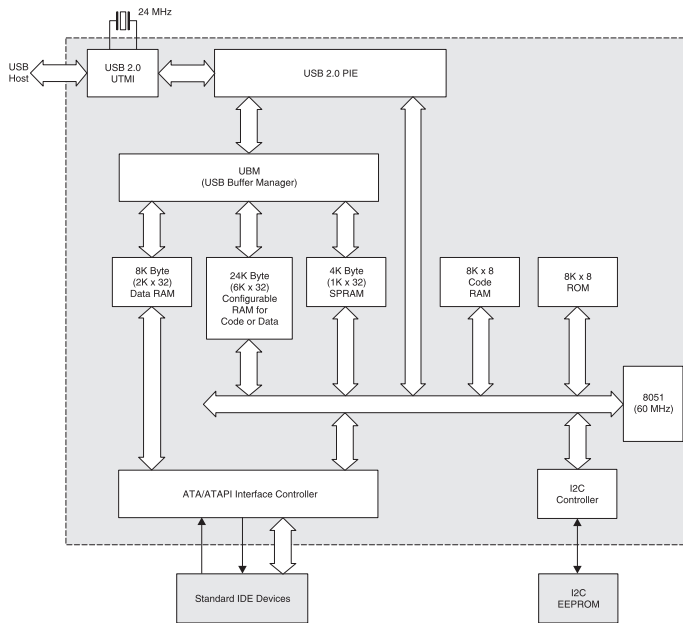 24 MHz
USB
Host
USB 2.0
UTMI
USB 2.0 PIE
UBM
(USB Buffer Manager)
8K Byte
(2K x 32)
Data RAM
24K Byte
(6K x 32)
Configurable
RAM for
Code or Data
4K Byte
(1K x 32)
SPRAM
8K x 8
Code
RAM
8K x 8
ROM
8051
(60 MHz)
ATA/ATAPI Interface Controller
I2C
Controller
Standard IDE Devices
I2C
EEPROM